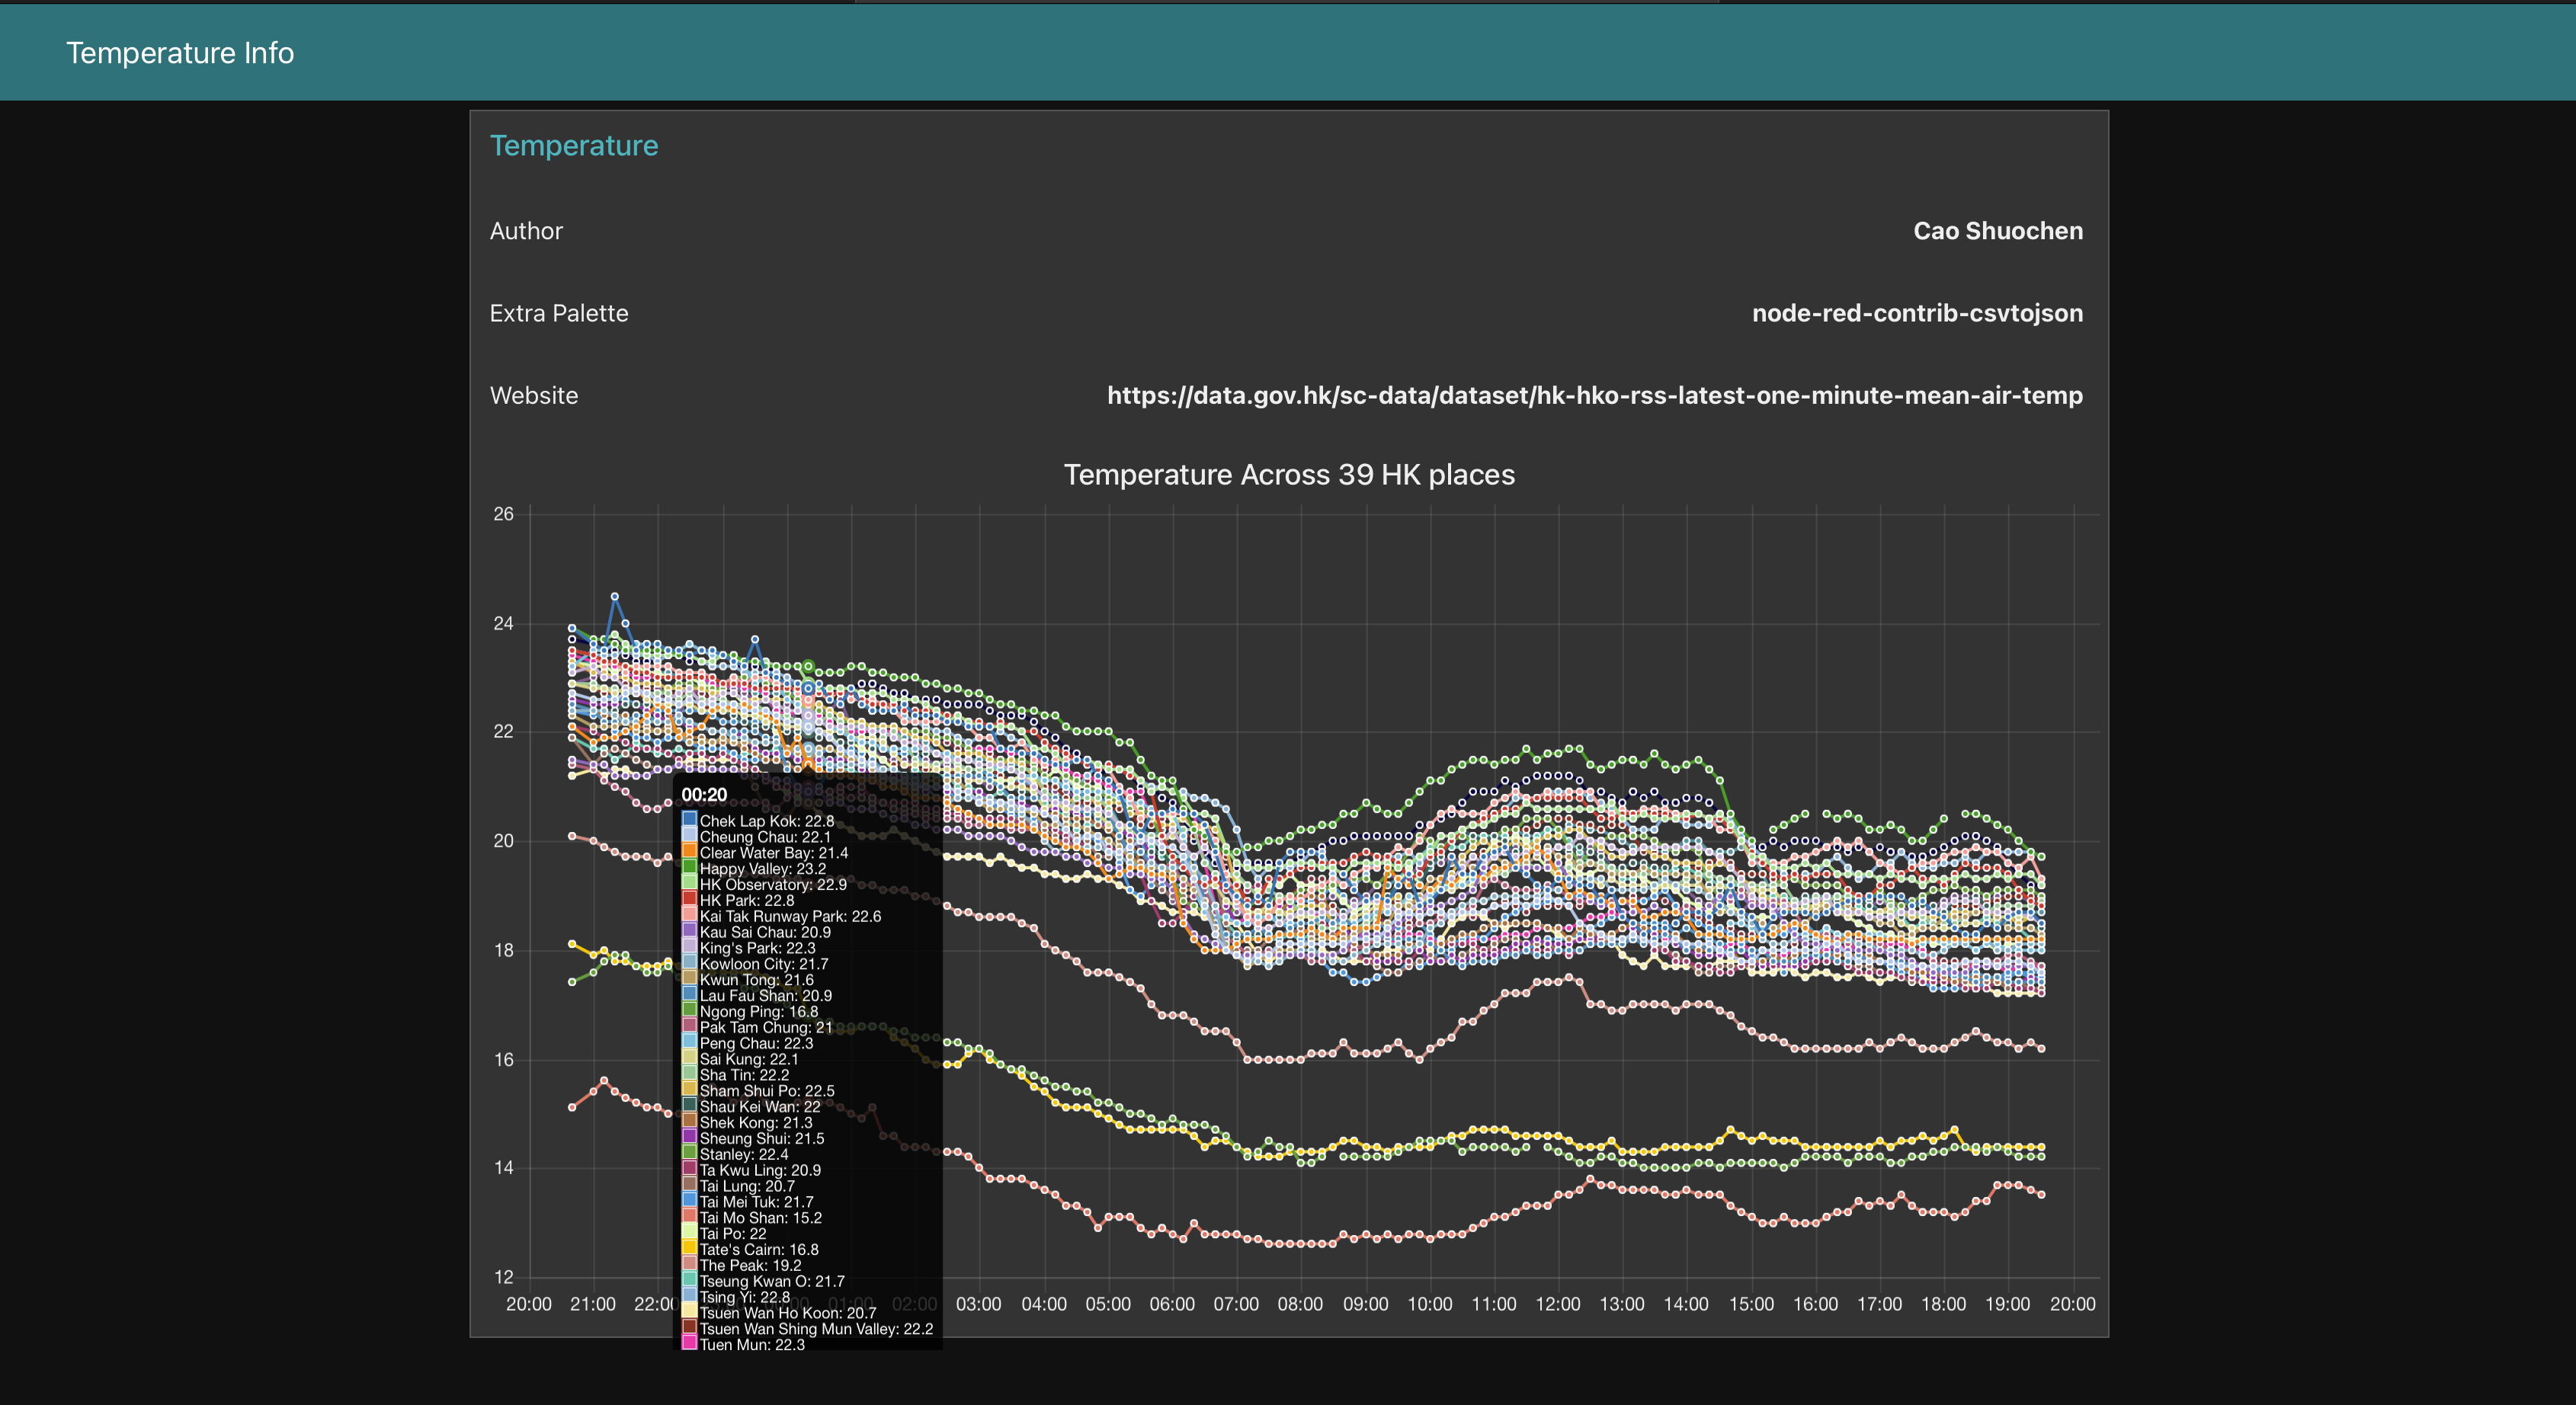 Temperature Info
Temperature
Author
Cao Shuochen
Extra Palette
node-red-contrib-csvtojson
Website
https://data.gov.hk/sc-data/dataset/hk-hko-rss-latest-one-minute-mean-air-temp
Temperature Across 39 HK places
26
24
22
20
18
16
14
12
00:20
Chek Lap Kok: 22.8
Cheung Chau: 22.1
Clear Water Bay: 21.4
Happy Valley: 23.2
HK Observatory: 22.9
HK Park: 22.8
Kai Tak Runway Park: 22.6
Kau Sai Chau: 20.9
King's Park: 22.3
Kowloon City: 21.7
Kwun Tong: 21.6
Lau Fau Shan: 20.9
Ngong Ping: 16.8
Pak Tam Chung: 21
Peng Chau: 22.3
Sai Kung: 22.1
Sha Tin: 22.2
Sham Shui Po: 22.5
Shau Kei Wan: 22
Shek Kong: 21.3
Sheung Shui: 21.5
Stanley: 22.4
Ta Kwu Ling: 20.9
Tai Lung: 20.7
Tai Mei Tuk: 21.7
Tai Mo Shan: 15.2
Tai Po: 22
Tate's Cairn: 16.8
The Peak: 19.2
Tseung Kwan O: 21.7
Tsing Yi: 22.8
Tsuen Wan Ho Koon: 20.7
Tsuen Wan Shing Mun Valley: 22.2
Tuen Mun: 22.3
20:00 21:00 22:00 01:00 02:00 03:00 04:00 05:00 06:00 07:00 08:00 09:00 10:00 11:00 12:00 13:00 14:00 15:00 16:00 17:00 18:00 19:00 20:00